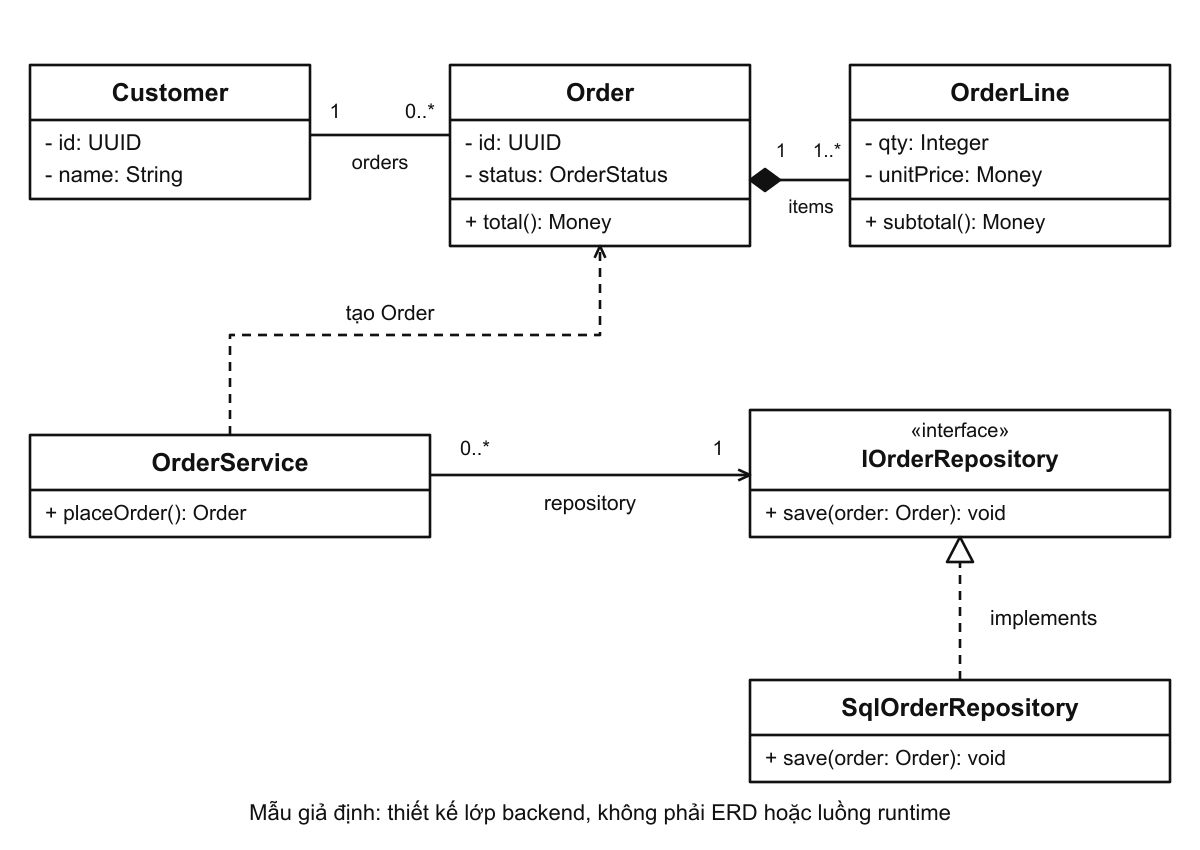 Customer
- id: UUID
- name: String
1
0..*
orders
Order
- id: UUID
- status: OrderStatus
+ total(): Money
1
1..*
items
OrderLine
- qty: Integer
- unitPrice: Money
+ subtotal(): Money
tạo Order
OrderService
+ placeOrder(): Order
0..*
1
repository
«interface»
IOrderRepository
+ save(order: Order): void
implements
SqlOrderRepository
+ save(order: Order): void
Mẫu giả định: thiết kế lớp backend, không phải ERD hoặc luồng runtime